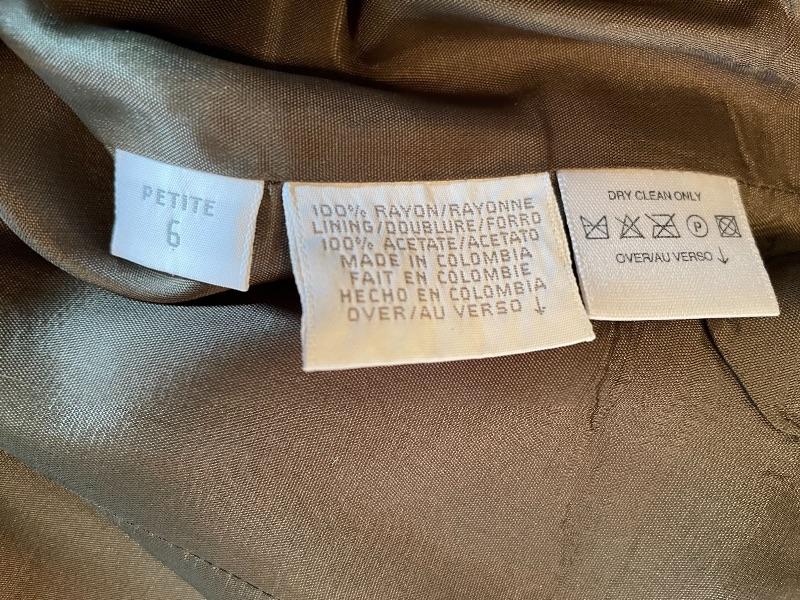 PETITE
6
100% RAYON/RAYONNE
LINING/DOUBLURE/FORRO
100% ACETATE/ACETATO
MADE IN COLOMBIA
FAIT EN COLOMBIE
HECHO EN COLOMBIA
OVER/AU VERSO ↓
DRY CLEAN ONLY
P
OVER/AU VERSO ↓